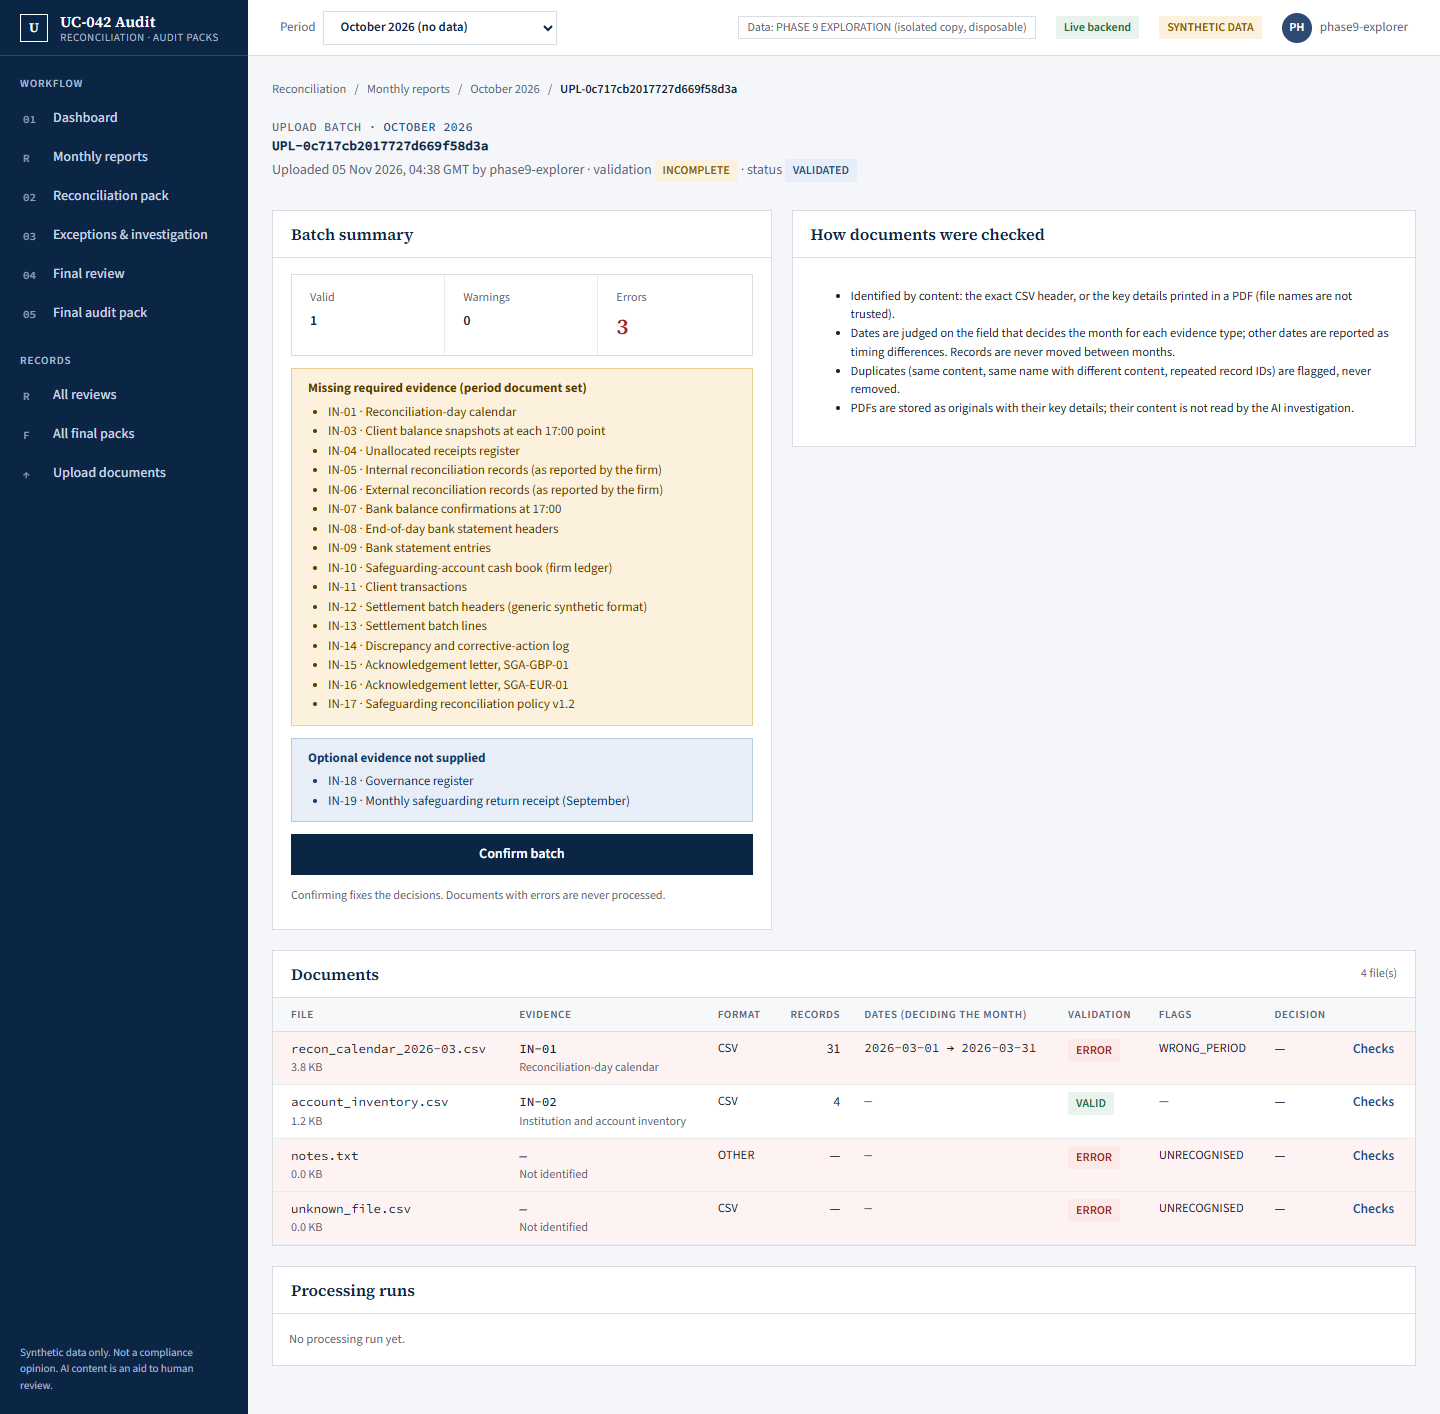 U
UC-042 Audit
RECONCILIATION · AUDIT PACKS
WORKFLOW
01 Dashboard
R Monthly reports
02 Reconciliation pack
03 Exceptions & investigation
04 Final review
05 Final audit pack
RECORDS
R All reviews
F All final packs
↑ Upload documents
Synthetic data only. Not a compliance
opinion. AI content is an aid to human
review.
Period October 2026 (no data)
Data: PHASE 9 EXPLORATION (isolated copy, disposable)
Live backend
SYNTHETIC DATA
PH phase9-explorer
Reconciliation / Monthly reports / October 2026 / UPL-0c717cb2017727d669f58d3a
UPLOAD BATCH · OCTOBER 2026
UPL-0c717cb2017727d669f58d3a
Uploaded 05 Nov 2026, 04:38 GMT by phase9-explorer · validation INCOMPLETE · status VALIDATED
Batch summary
Valid Warnings Errors
1 0 3
Missing required evidence (period document set)
• IN-01 · Reconciliation-day calendar
• IN-03 · Client balance snapshots at each 17:00 point
• IN-04 · Unallocated receipts register
• IN-05 · Internal reconciliation records (as reported by the firm)
• IN-06 · External reconciliation records (as reported by the firm)
• IN-07 · Bank balance confirmations at 17:00
• IN-08 · End-of-day bank statement headers
• IN-09 · Bank statement entries
• IN-10 · Safeguarding-account cash book (firm ledger)
• IN-11 · Client transactions
• IN-12 · Settlement batch headers (generic synthetic format)
• IN-13 · Settlement batch lines
• IN-14 · Discrepancy and corrective-action log
• IN-15 · Acknowledgement letter, SGA-GBP-01
• IN-16 · Acknowledgement letter, SGA-EUR-01
• IN-17 · Safeguarding reconciliation policy v1.2
Optional evidence not supplied
• IN-18 · Governance register
• IN-19 · Monthly safeguarding return receipt (September)
Confirm batch
Confirming fixes the decisions. Documents with errors are never processed.
How documents were checked
• Identified by content: the exact CSV header, or the key details printed in a PDF (file names are not
trusted).
• Dates are judged on the field that decides the month for each evidence type; other dates are reported as
timing differences. Records are never moved between months.
• Duplicates (same content, same name with different content, repeated record IDs) are flagged, never
removed.
• PDFs are stored as originals with their key details; their content is not read by the AI investigation.
Documents 4 file(s)
FILE EVIDENCE FORMAT RECORDS DATES (DECIDING THE MONTH) VALIDATION FLAGS DECISION
recon_calendar_2026-03.csv IN-01 CSV 31 2026-03-01 → 2026-03-31 ERROR WRONG_PERIOD — Checks
3.8 KB Reconciliation-day calendar
account_inventory.csv IN-02 CSV 4 — VALID — — Checks
1.2 KB Institution and account inventory
notes.txt — OTHER — — ERROR UNRECOGNISED — Checks
0.0 KB Not identified
unknown_file.csv — CSV — — ERROR UNRECOGNISED — Checks
0.0 KB Not identified
Processing runs
No processing run yet.